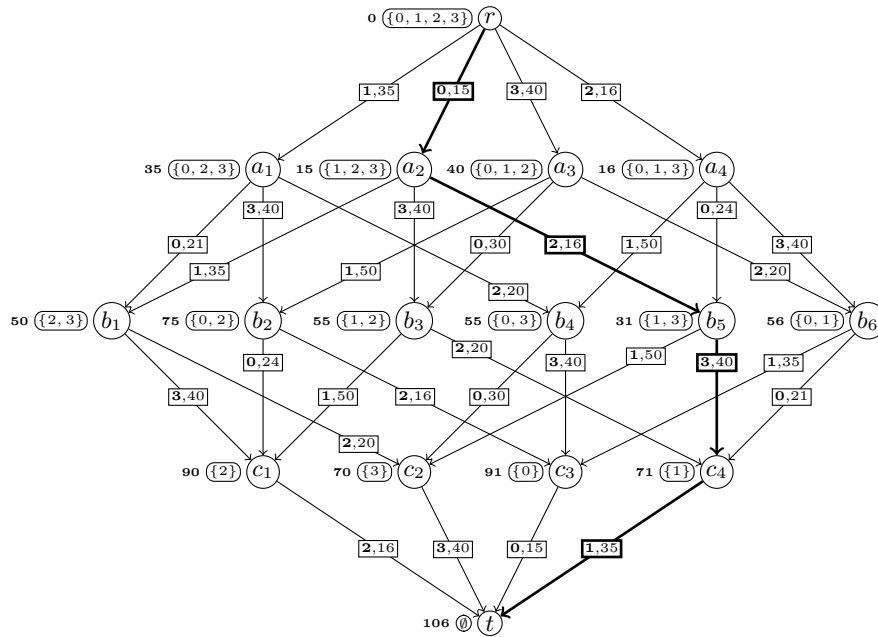 0 {0, 1, 2, 3} r
1,35 0,15 3,40 2,16
35 {0, 2, 3} a1 15 {1, 2, 3} a2 40 {0, 1, 2} a3 16 {0, 1, 3} a4
3,40 3,40 0,24
0,21 0,30 2,16 1,50 3,40
1,35 1,50 2,20
2,20
50 {2, 3} b1 75 {0, 2} b2 55 {1, 2} b3 55 {0, 3} b4 31 {1, 3} b5 56 {0, 1} b6
0,24 2,20 3,40 1,50 3,40 1,35
3,40 1,50 2,16 0,30 0,21
2,20
90 {2} c1 70 {3} c2 91 {0} c3 71 {1} c4
2,16 3,40 0,15 1,35
106 ∅ t